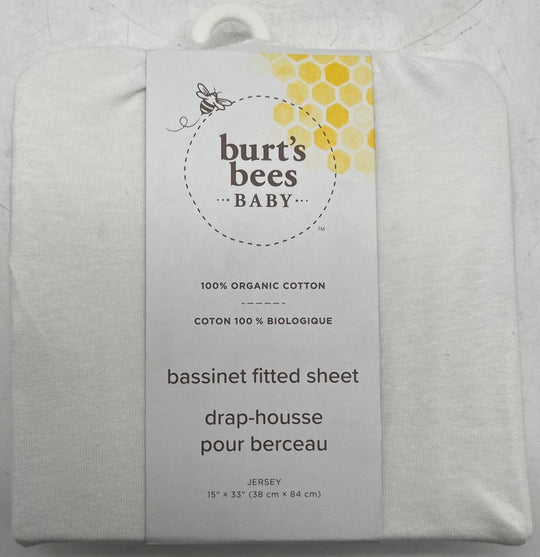 burt's
bees
BABY
™
100% ORGANIC COTTON
COTON 100 % BIOLOGIQUE
bassinet fitted sheet
drap-housse
pour berceau
JERSEY
15" × 33" (38 cm × 84 cm)